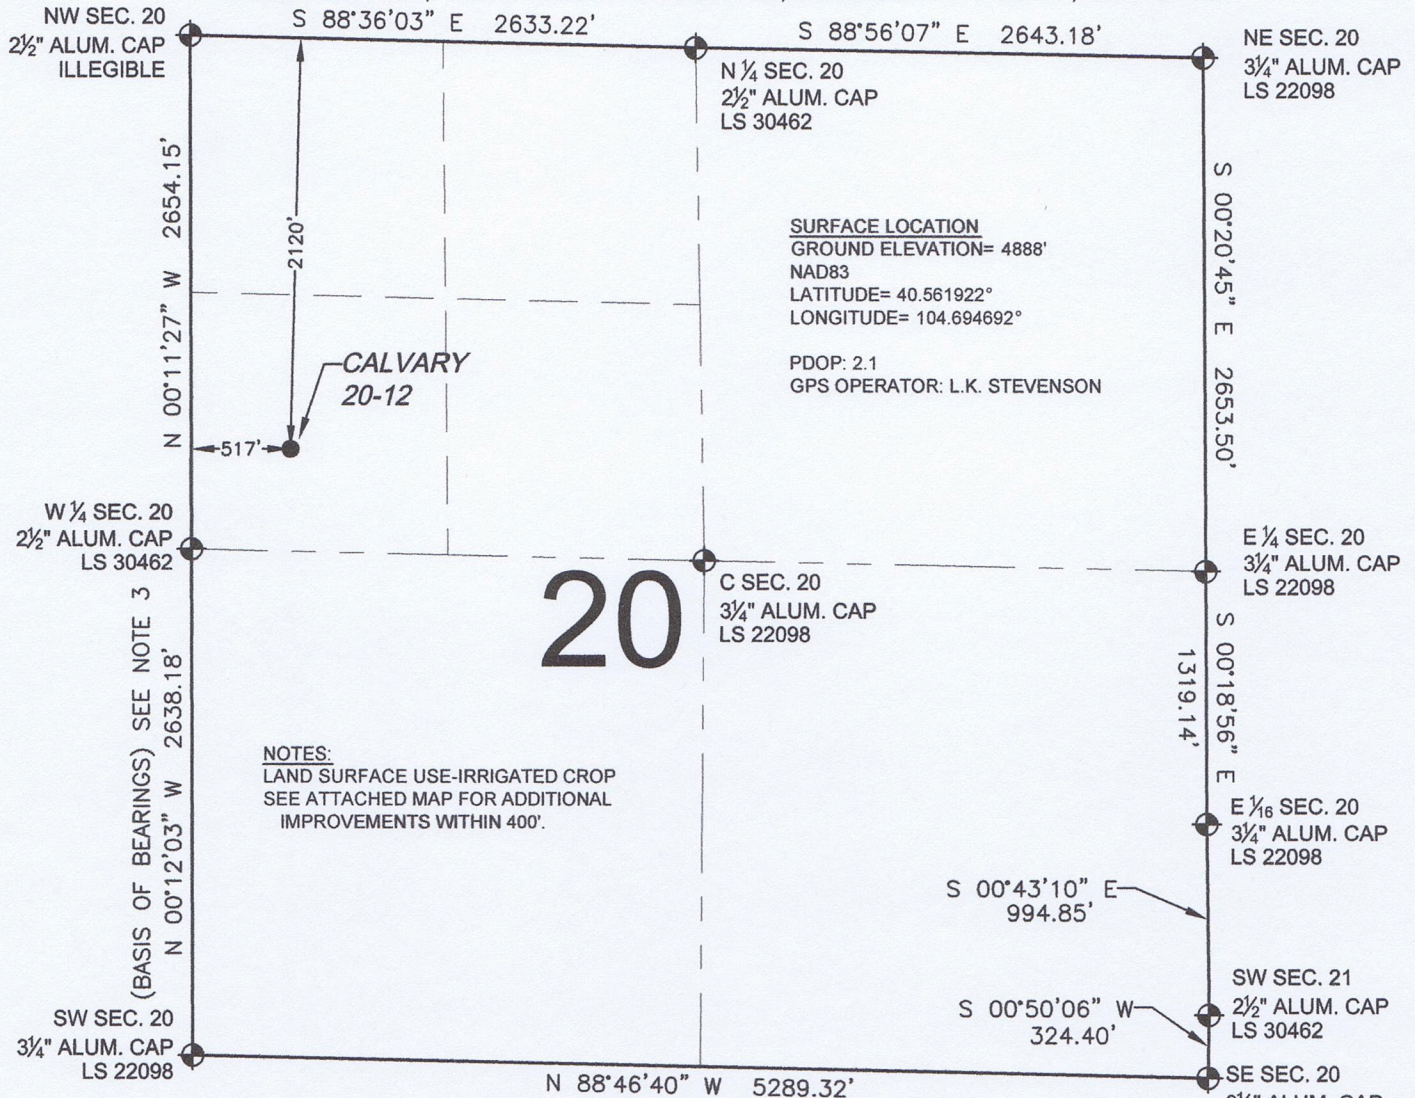 NW SEC. 20
2½" ALUM. CAP
ILLEGIBLE
S 88°36'03" E 2633.22'
S 88°56'07" E 2643.18'
NE SEC. 20
3¼" ALUM. CAP
LS 22098
N ¼ SEC. 20
2½" ALUM. CAP
LS 30462
N 00°11'27" W 2654.15'
2120'
S 00°20'45" E 2653.50'
SURFACE LOCATION
GROUND ELEVATION= 4888'
NAD83
LATITUDE= 40.561922°
LONGITUDE= 104.694692°
PDOP: 2.1
GPS OPERATOR: L.K. STEVENSON
CALVARY
20-12
517'
W ¼ SEC. 20
2½" ALUM. CAP
LS 30462
E ¼ SEC. 20
3¼" ALUM. CAP
LS 22098
20
C SEC. 20
3¼" ALUM. CAP
LS 22098
(BASIS OF BEARINGS) SEE NOTE 3
N 00°12'03" W 2638.18'
S 00°18'56" E
1319.14'
NOTES:
LAND SURFACE USE-IRRIGATED CROP
SEE ATTACHED MAP FOR ADDITIONAL
IMPROVEMENTS WITHIN 400'.
E 1⁄16 SEC. 20
3¼" ALUM. CAP
LS 22098
S 00°43'10" E
994.85'
SW SEC. 21
2½" ALUM. CAP
LS 30462
S 00°50'06" W
324.40'
SW SEC. 20
3¼" ALUM. CAP
LS 22098
N 88°46'40" W 5289.32'
SE SEC. 20